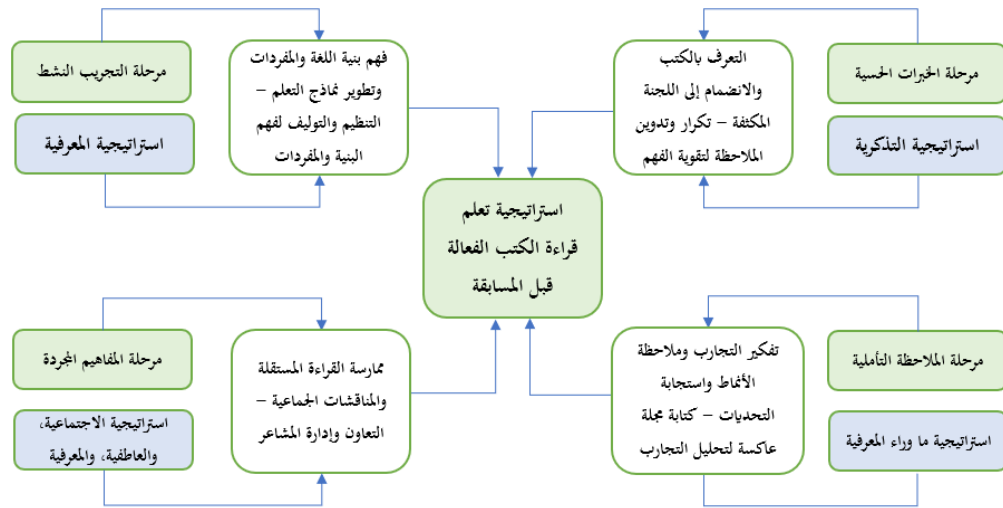 مرحلة الخبرات الحسية
استراتيجية التذكرية
التعرف بالكتب
والانضمام إلى اللجنة
المكثفة – تكرار وتدوين
الملاحظة لتقوية الفهم
فهم بنية اللغة والمفردات
وتطوير نماذج التعلم –
التنظيم والتوليف لفهم
البنية والمفردات
مرحلة التجريب النشط
استراتيجية المعرفية
استراتيجية تعلم
قراءة الكتب الفعالة
قبل المسابقة
مرحلة الملاحظة التأملية
استراتيجية ما وراء المعرفية
تفكير التجارب وملاحظة
الأنماط واستجابة
التحديات – كتابة مجلة
عاكسة لتحليل التجارب
ممارسة القراءة المستقلة
والمناقشات الجماعية –
التعاون وإدارة المشاعر
مرحلة المفاهيم المجردة
استراتيجية الاجتماعية،
والعاطفية، والمعرفية